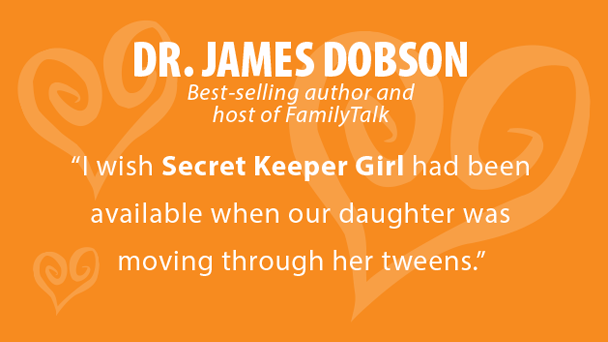 DR. JAMES DOBSON
Best-selling author and
host of FamilyTalk
“I wish Secret Keeper Girl had been
available when our daughter was
moving through her tweens.”